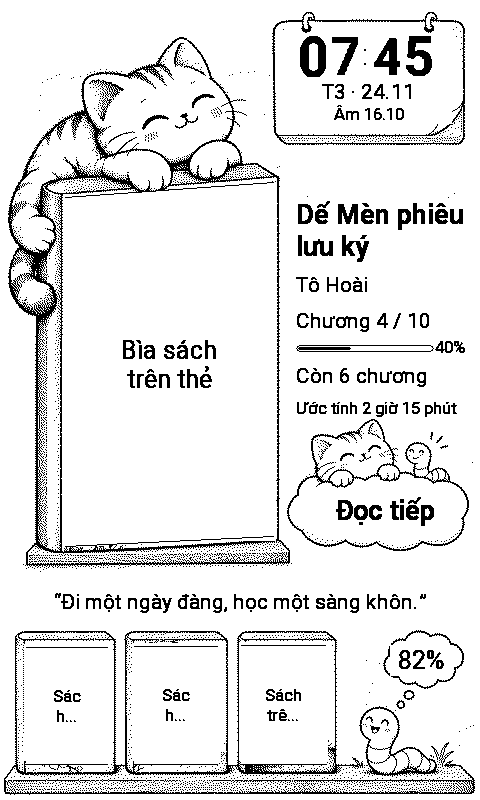 07:45
T3 · 24.11
Âm 16.10
Dế Mèn phiêu
lưu ký
Tô Hoài
Chương 4 / 10
40%
Còn 6 chương
Ước tính 2 giờ 15 phút
Bìa sách
trên thẻ
Đọc tiếp
“Đi một ngày đàng, học một sàng khôn.”
82%
Sác
h...
Sác
h...
Sách
trê...